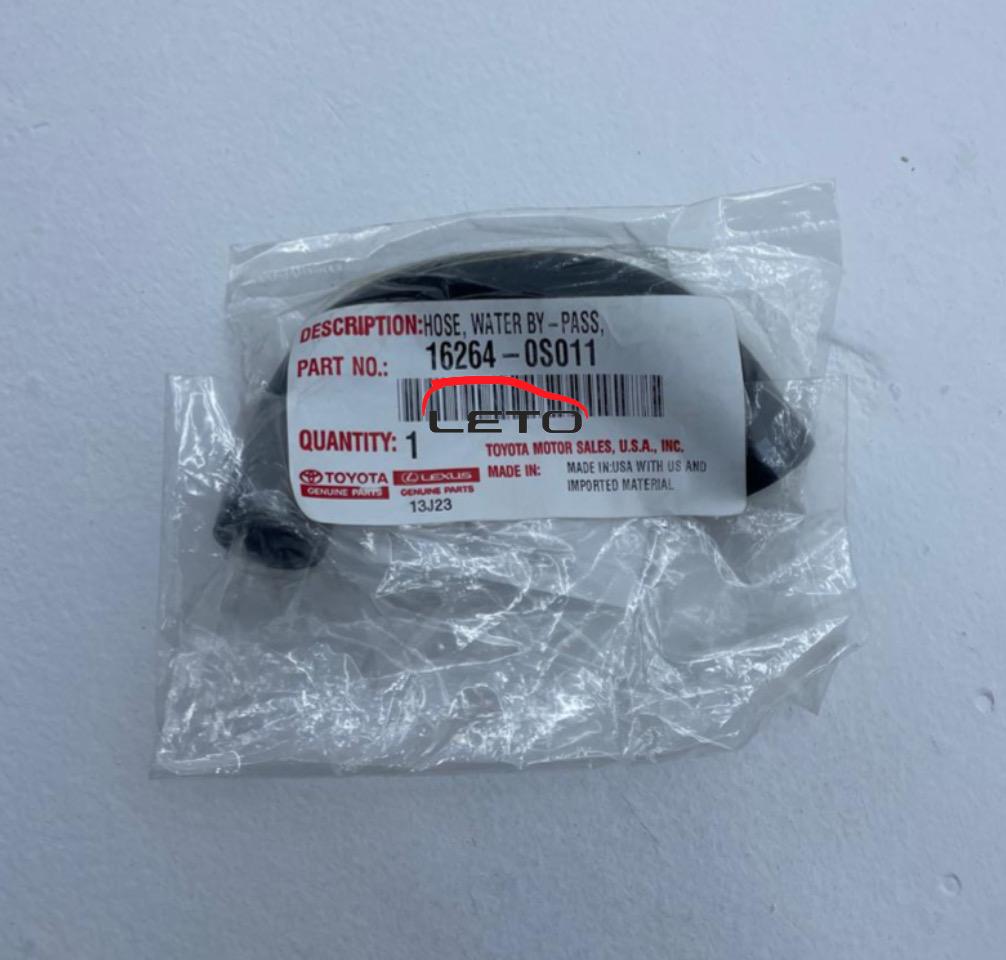 DESCRIPTION: HOSE, WATER BY-PASS,
PART NO.: 16264-0S011
LETO
QUANTITY: 1
TOYOTA MOTOR SALES, U.S.A., INC.
MADE IN: MADE IN:USA WITH US AND
IMPORTED MATERIAL
TOYOTA
GENUINE PARTS
LEXUS
GENUINE PARTS
13J23